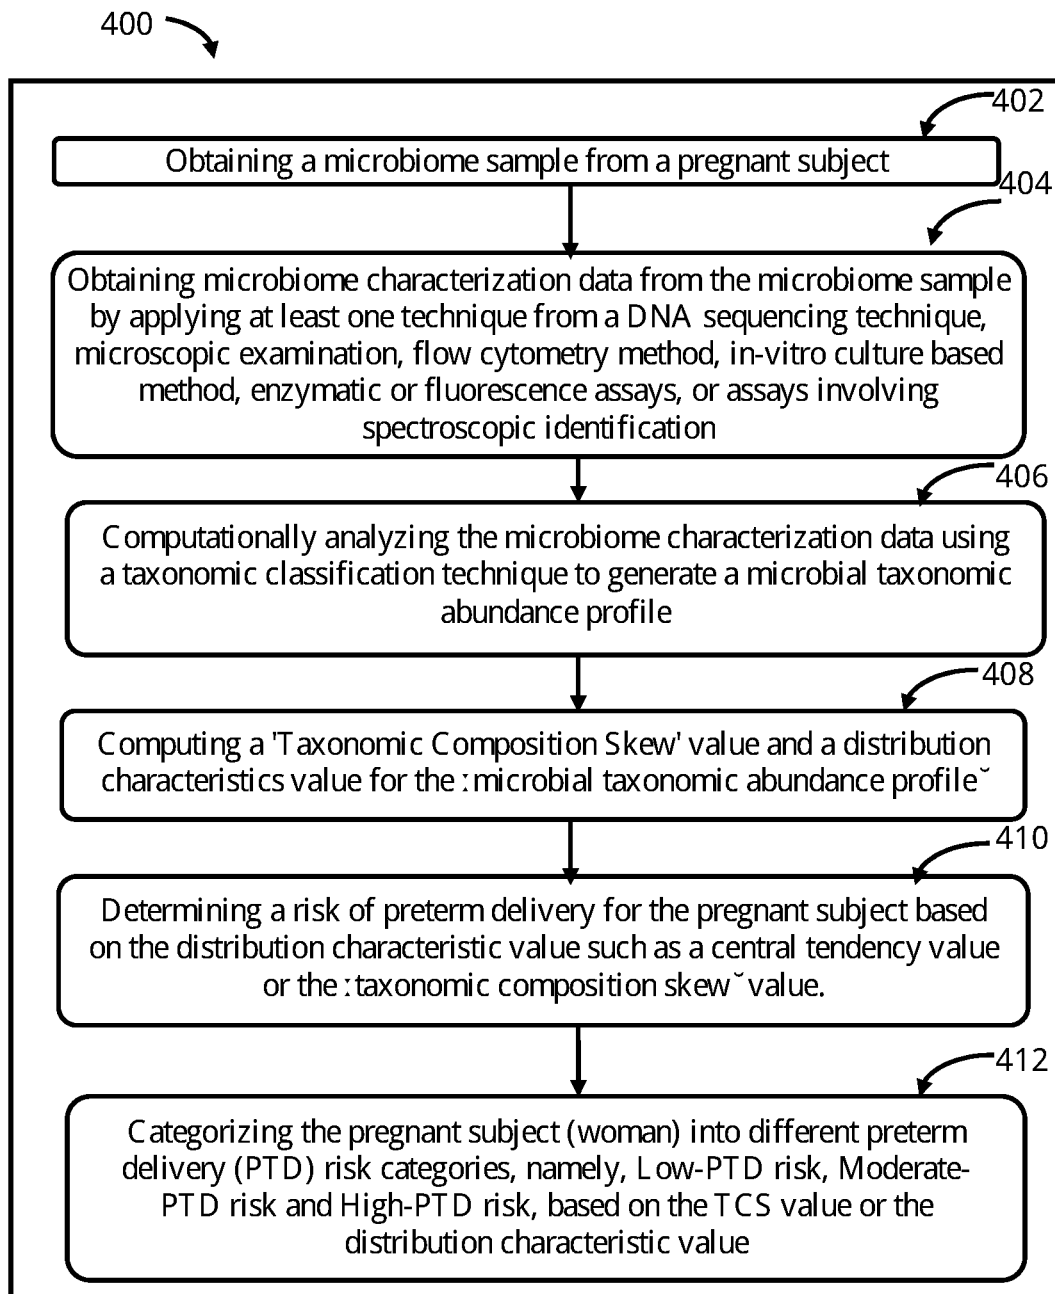 400
402
Obtaining a microbiome sample from a pregnant subject
404
Obtaining microbiome characterization data from the microbiome sample
by applying at least one technique from a DNA sequencing technique,
microscopic examination, flow cytometry method, in-vitro culture based
method, enzymatic or fluorescence assays, or assays involving
spectroscopic identification
406
Computationally analyzing the microbiome characterization data using
a taxonomic classification technique to generate a microbial taxonomic
abundance profile
408
Computing a 'Taxonomic Composition Skew' value and a distribution
characteristics value for the ׃microbial taxonomic abundance profile˘
410
Determining a risk of preterm delivery for the pregnant subject based
on the distribution characteristic value such as a central tendency value
or the ׃taxonomic composition skew˘ value.
412
Categorizing the pregnant subject (woman) into different preterm
delivery (PTD) risk categories, namely, Low-PTD risk, Moderate-
PTD risk and High-PTD risk, based on the TCS value or the
distribution characteristic value